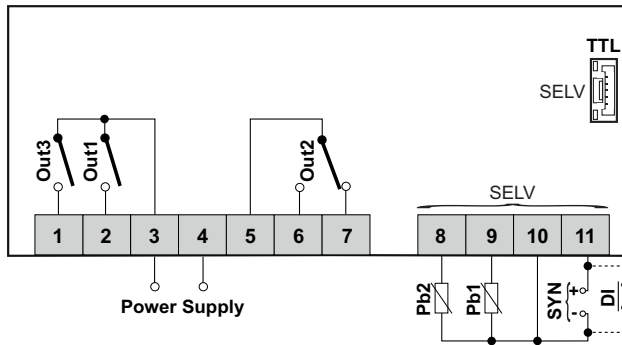 TTL
SELV
Out3
Out1
Out2
SELV
1 2 3 4 5 6 7 8 9 10 11
Pb2
Pb1
SYN
+
-
DI
Power Supply